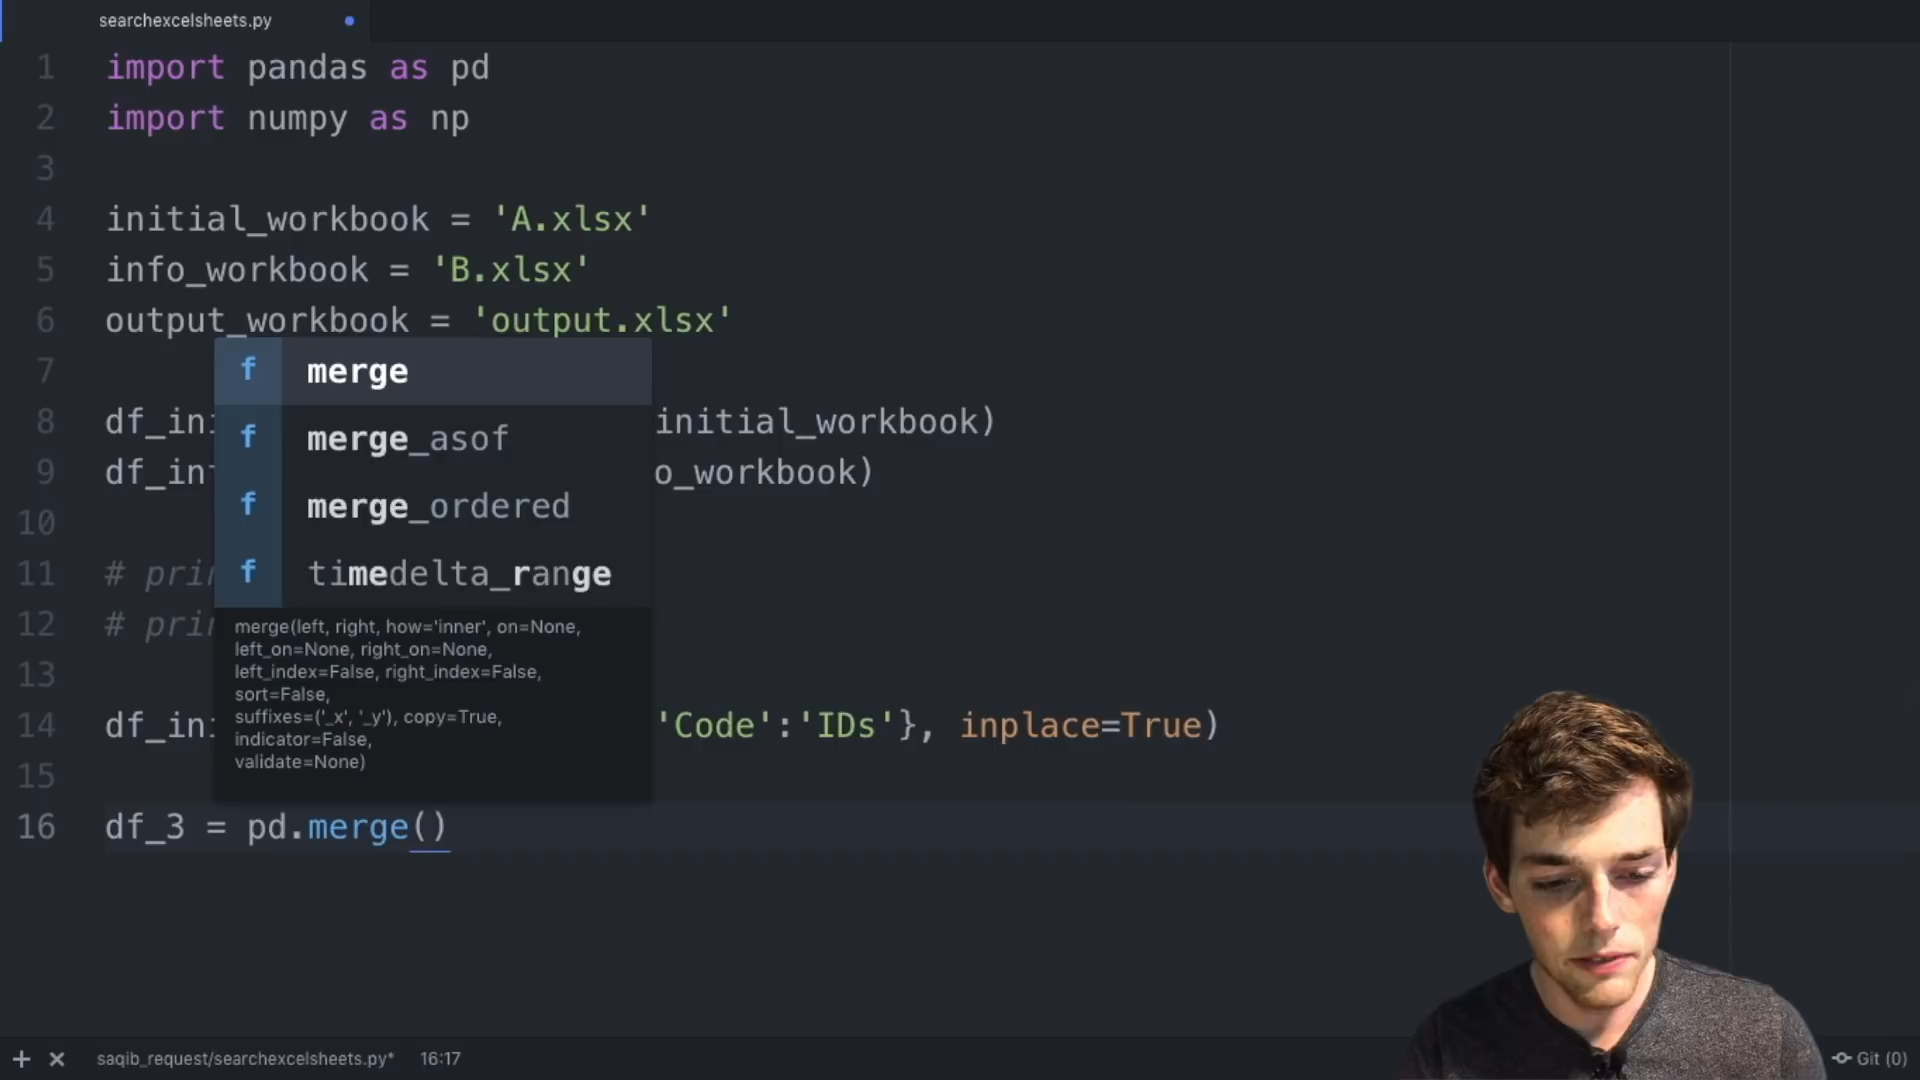 searchexcelsheets.py
1 import pandas as pd
2 import numpy as np
3
4 initial_workbook = 'A.xlsx'
5 info_workbook = 'B.xlsx'
6 output_workbook = 'output.xlsx'
7 f merge
8 df_ini initial_workbook)
f merge_asof
9 df_in o_workbook)
f merge_ordered
10
11 # prin
f timedelta_range
12 # prin
merge(left, right, how='inner', on=None,
left_on=None, right_on=None,
left_index=False, right_index=False,
13
sort=False,
suffixes=('_x', '_y'), copy=True,
14 df_ini 'Code':'IDs'}, inplace=True)
indicator=False,
validate=None)
15
16 df_3 = pd.merge()
+ × saqib_request/searchexcelsheets.py* 16:17 Git (0)